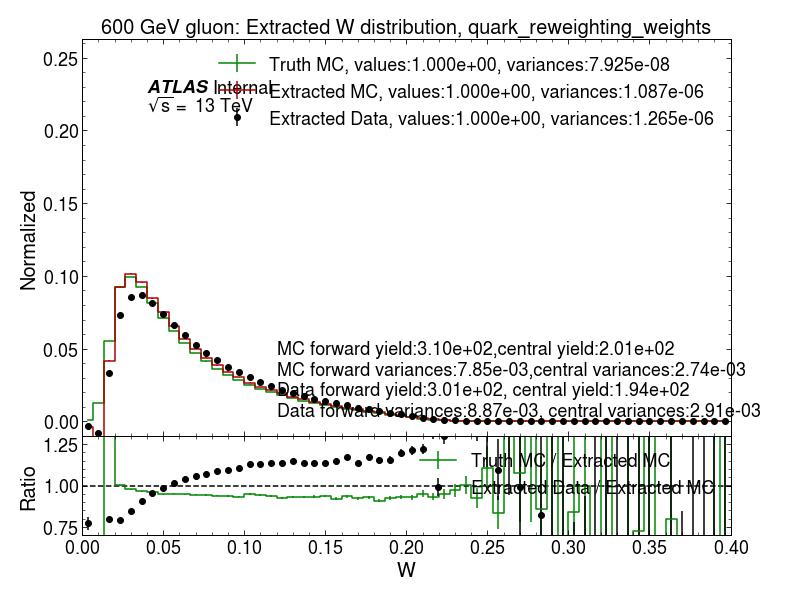 600 GeV gluon: Extracted W distribution, quark_reweighting_weights
Truth MC, values:1.000e+00, variances:7.925e-08
ATLAS Internal
Extracted MC, values:1.000e+00, variances:1.087e-06
√s = 13 TeV
Extracted Data, values:1.000e+00, variances:1.265e-06
Normalized
0.25
0.20
0.15
0.10
0.05
0.00
MC forward yield:3.10e+02,central yield:2.01e+02
MC forward variances:7.85e-03,central variances:2.74e-03
Data forward yield:3.01e+02, central yield:1.94e+02
Data forward variances:8.87e-03, central variances:2.91e-03
Ratio
1.25
1.00
0.75
Truth MC / Extracted MC
Extracted Data / Extracted MC
0.00 0.05 0.10 0.15 0.20 0.25 0.30 0.35 0.40
W